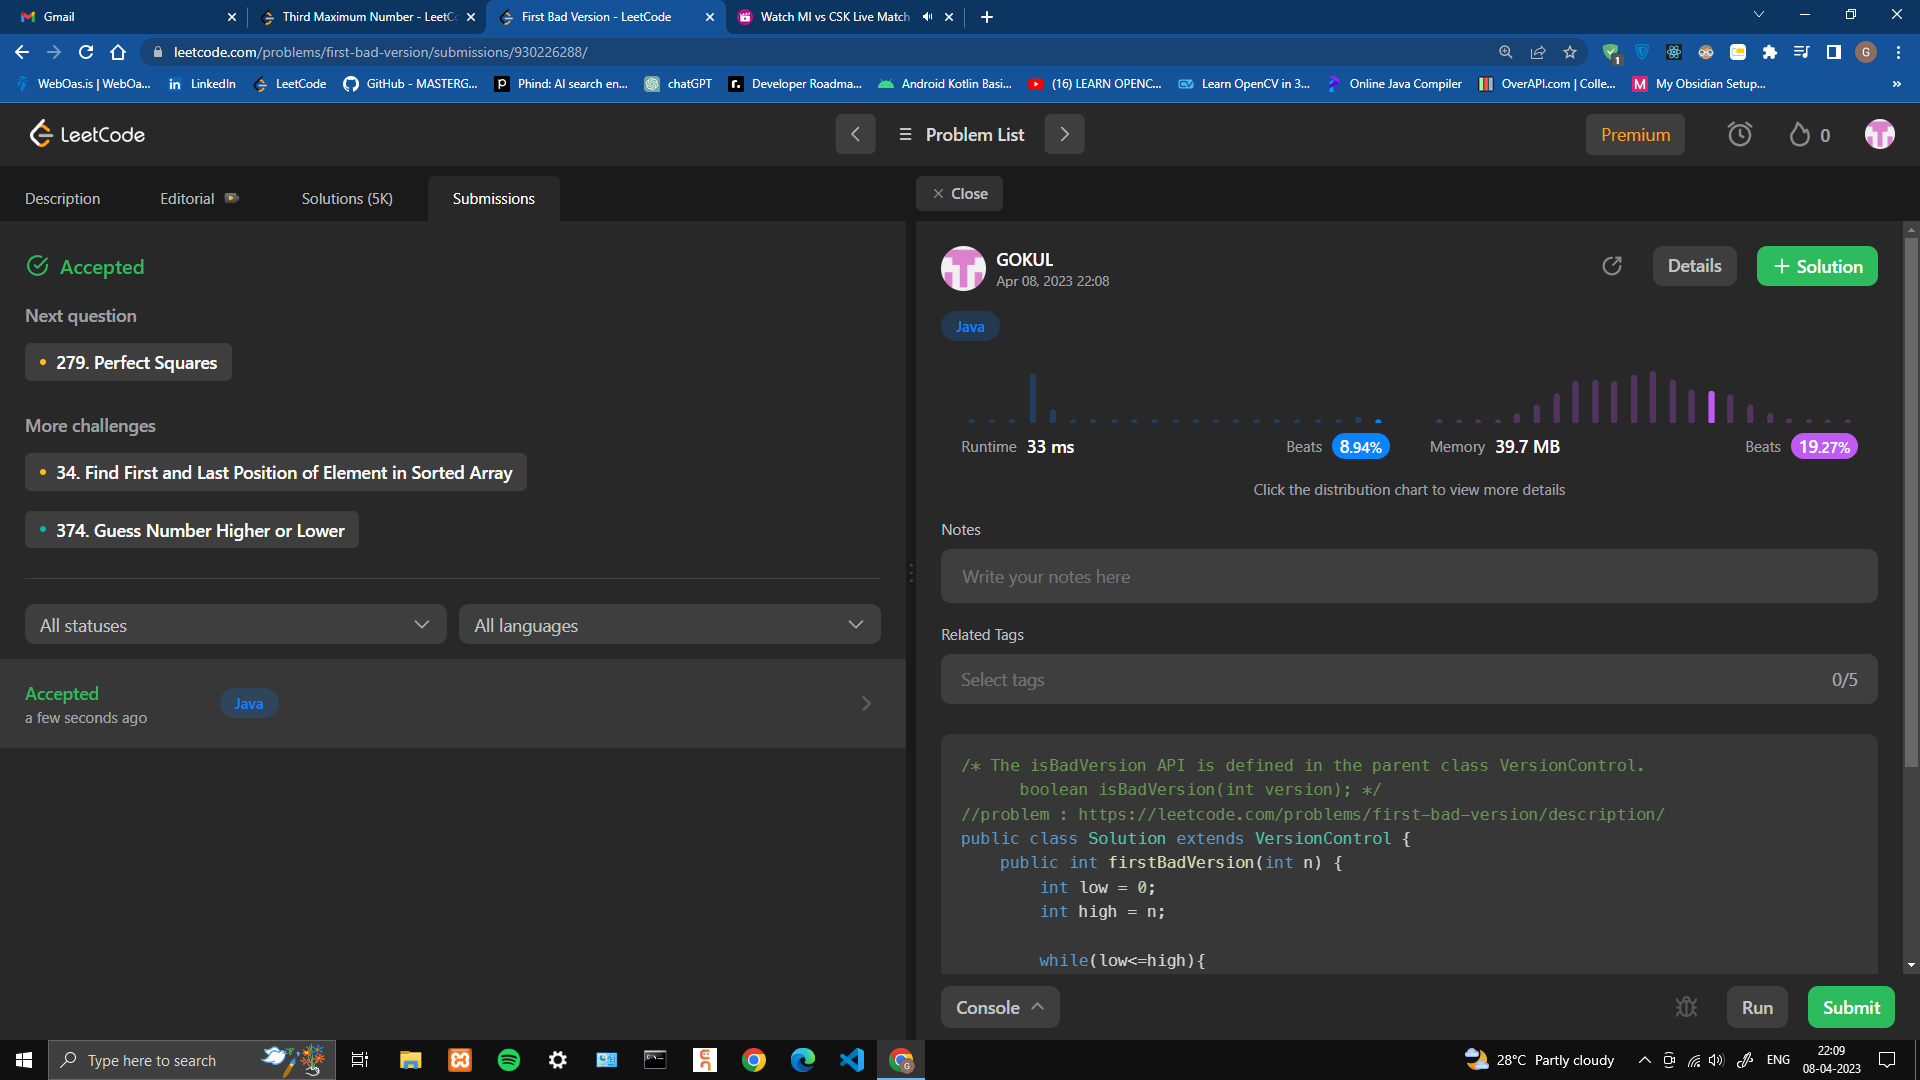 Gmail
Third Maximum Number - LeetC
First Bad Version - LeetCode
Watch MI vs CSK Live Match
leetcode.com/problems/first-bad-version/submissions/930226288/
1
G
WebOas.is | WebOa...
LinkedIn
LeetCode
GitHub - MASTERG...
Phind: AI search en...
chatGPT
Developer Roadma...
Android Kotlin Basi...
(16) LEARN OPENC...
Learn OpenCV in 3...
Online Java Compiler
OverAPI.com | Colle...
My Obsidian Setup...
»
LeetCode
Problem List
Premium
0
Description
Editorial
Solutions (5K)
Submissions
Close
Accepted
Next question
279. Perfect Squares
More challenges
34. Find First and Last Position of Element in Sorted Array
374. Guess Number Higher or Lower
All statuses
All languages
Accepted
a few seconds ago
Java
GOKUL
Apr 08, 2023 22:08
Details
+ Solution
Java
Runtime 33 ms
Beats 8.94%
Memory 39.7 MB
Beats 19.27%
Click the distribution chart to view more details
Notes
Write your notes here
Related Tags
Select tags
0/5
/* The isBadVersion API is defined in the parent class VersionControl.
boolean isBadVersion(int version); */
//problem : https://leetcode.com/problems/first-bad-version/description/
public class Solution extends VersionControl {
public int firstBadVersion(int n) {
int low = 0;
int high = n;
while(low<=high){
Console
Run
Submit
Type here to search
28°C Partly cloudy
ENG
22:09
08-04-2023